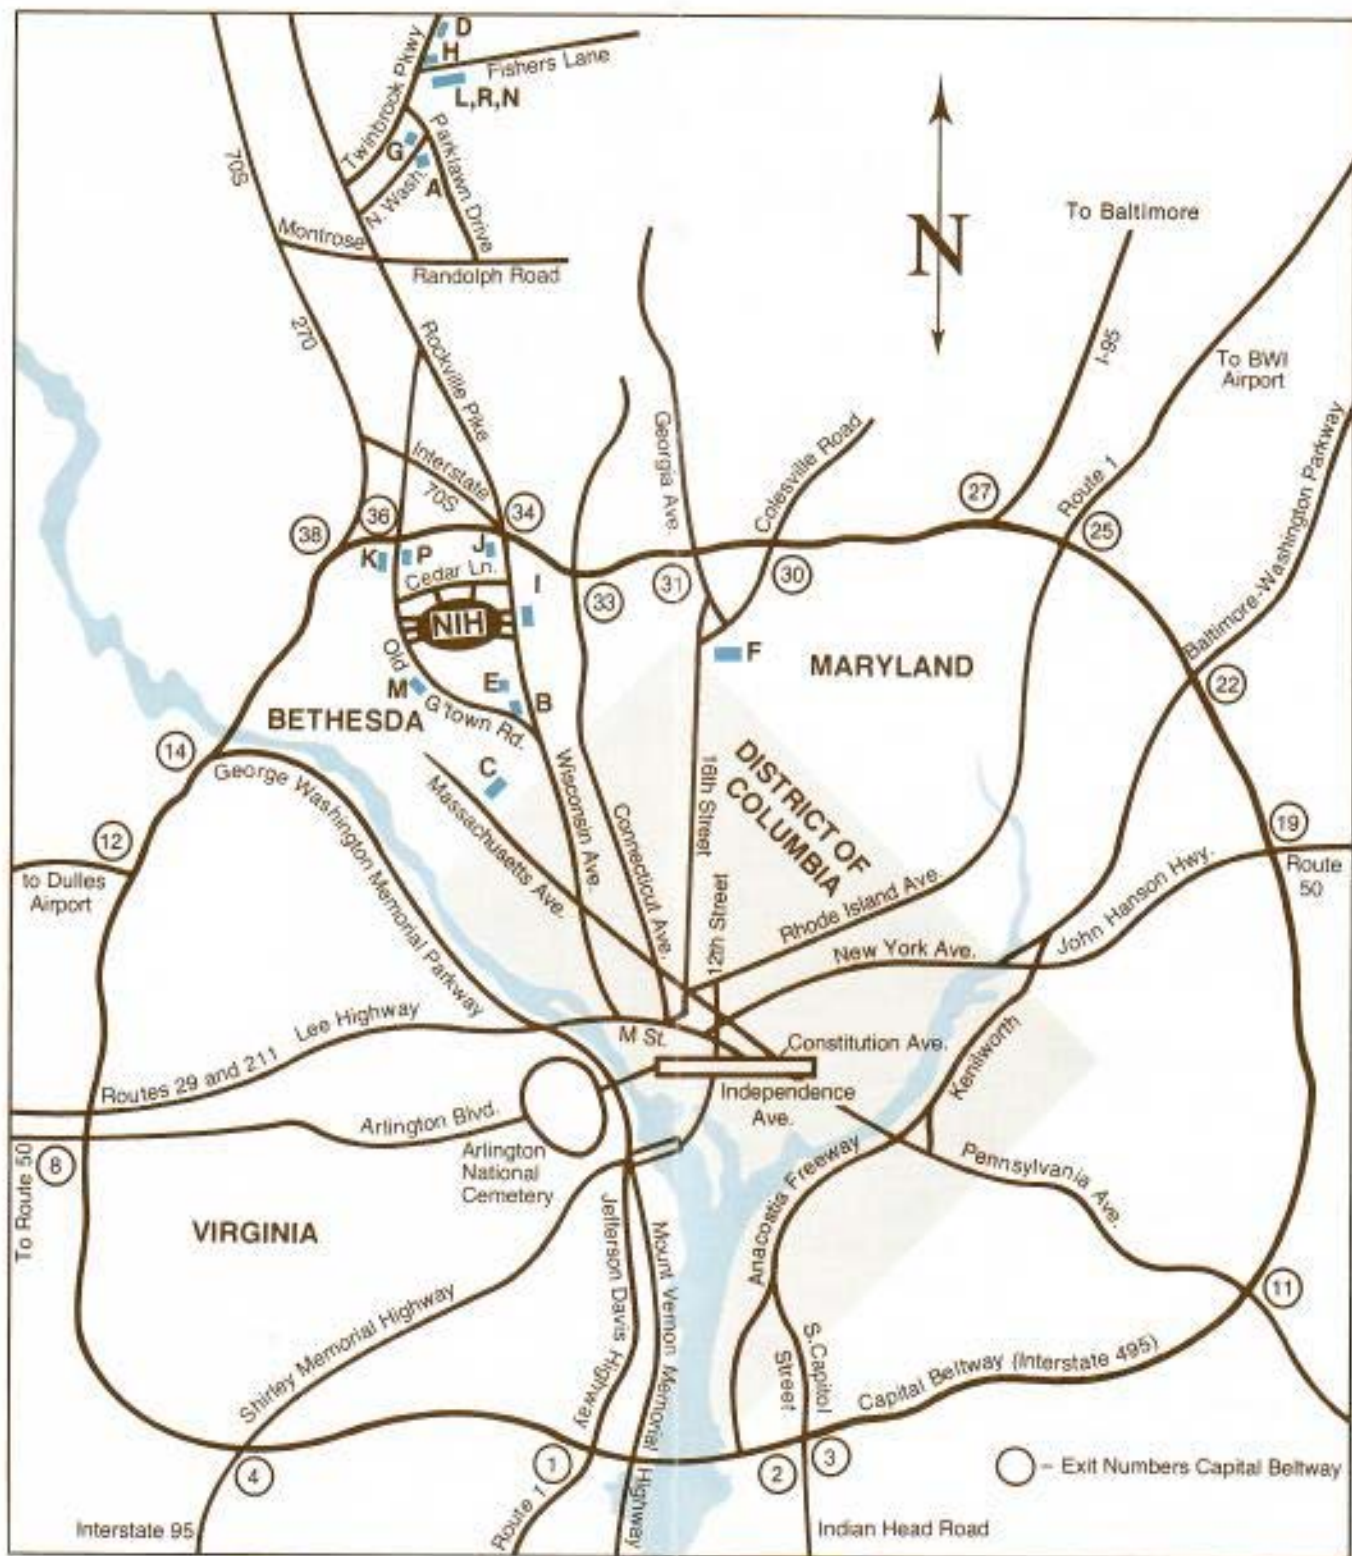 D
H
Fishers Lane
L,R,N
Twinbrook Pkwy
Parklawn Drive
G
A
N. Wash.
70S
Montrose
Randolph Road
N
To Baltimore
I-95
To BWI
Airport
270
Rockville Pike
Interstate
70S
Georgia Ave.
Colesville Road
Route 1
Baltimore-Washington Parkway
38
36
34
33
31
30
27
25
22
K
P
J
Cedar Ln.
I
NIH
F
MARYLAND
Old
G'town Rd.
M
E
B
BETHESDA
C
14
George Washington Memorial Parkway
Massachusetts Ave.
Wisconsin Ave.
Connecticut Ave.
16th Street
12th Street
DISTRICT OF
COLUMBIA
12
to Dulles
Airport
19
Route
50
John Hanson Hwy.
Rhode Island Ave.
New York Ave.
Lee Highway
Routes 29 and 211
M St.
Constitution Ave.
Independence
Ave.
Kenilworth
Arlington Blvd.
Arlington
National
Cemetery
8
To Route 50
VIRGINIA
Anacostia Freeway
Pennsylvania Ave.
11
Jefferson Davis Highway
Mount Vernon Memorial Highway
Shirley Memorial Highway
S. Capitol
Street
Capital Beltway (Interstate 495)
4
1
2
3
– Exit Numbers Capital Beltway
Interstate 95
Route 1
Indian Head Road